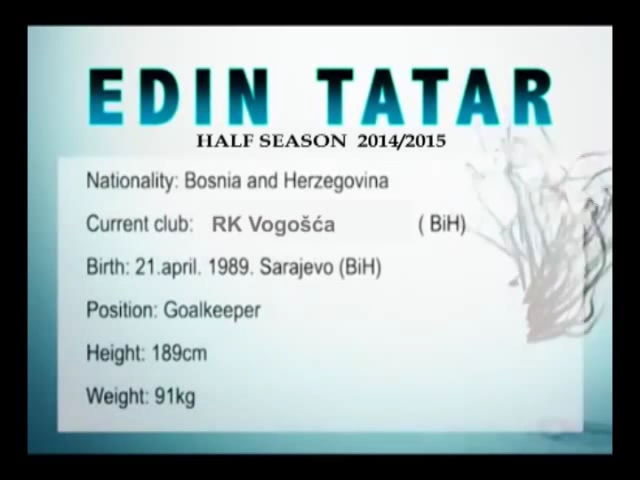 EDIN TATAR
HALF SEASON 2014/2015
Nationality: Bosnia and Herzegovina
Current club: RK Vogošća ( BiH)
Birth: 21.april. 1989. Sarajevo (BiH)
Position: Goalkeeper
Height: 189cm
Weight: 91kg